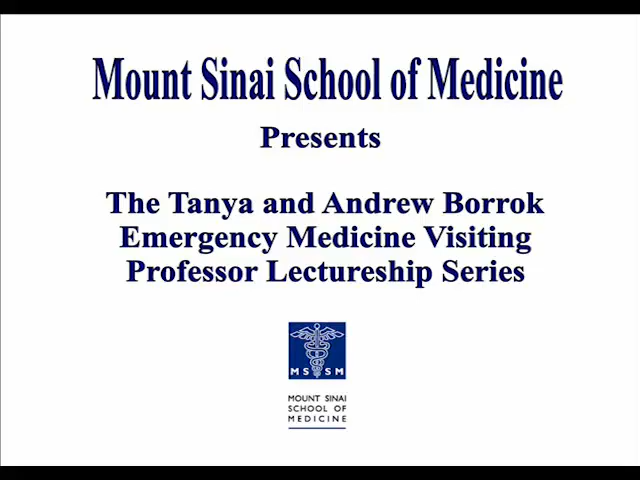 Mount Sinai School of Medicine
Presents
The Tanya and Andrew Borrok
Emergency Medicine Visiting
Professor Lectureship Series
MSSM
MOUNT SINAI
SCHOOL OF
MEDICINE